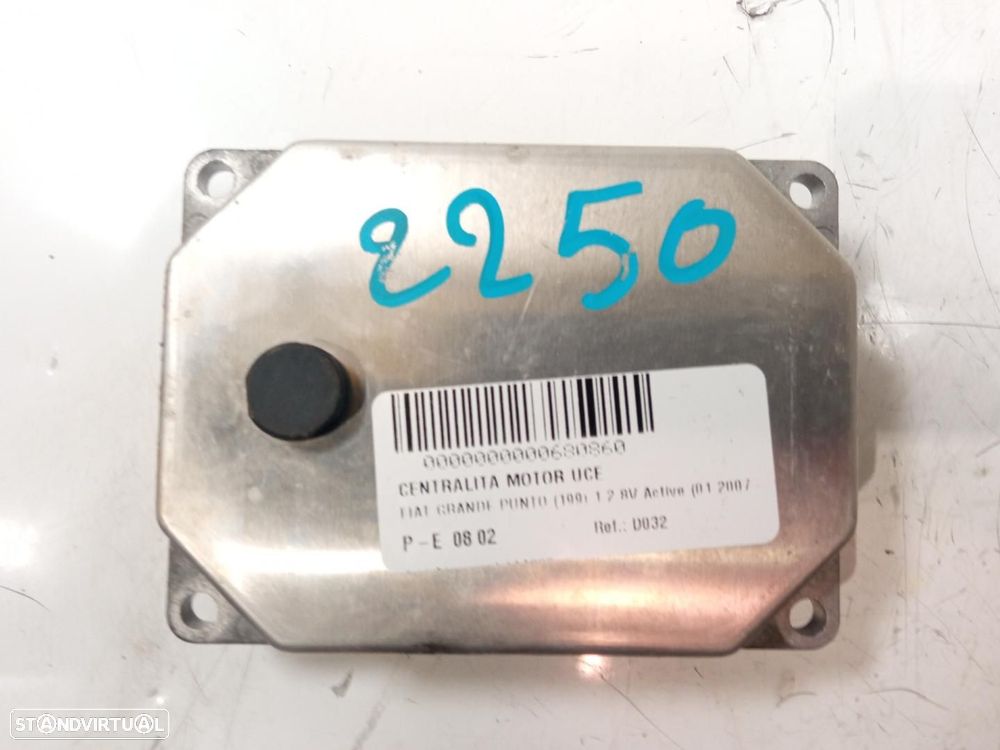 2250
0000000000680860
CENTRALITA MOTOR UCE
FIAT GRANDE PUNTO (199) 1.2 8V Active (01.2007
P-E 08 02 Ref.: D032
STANDVIRTUAL